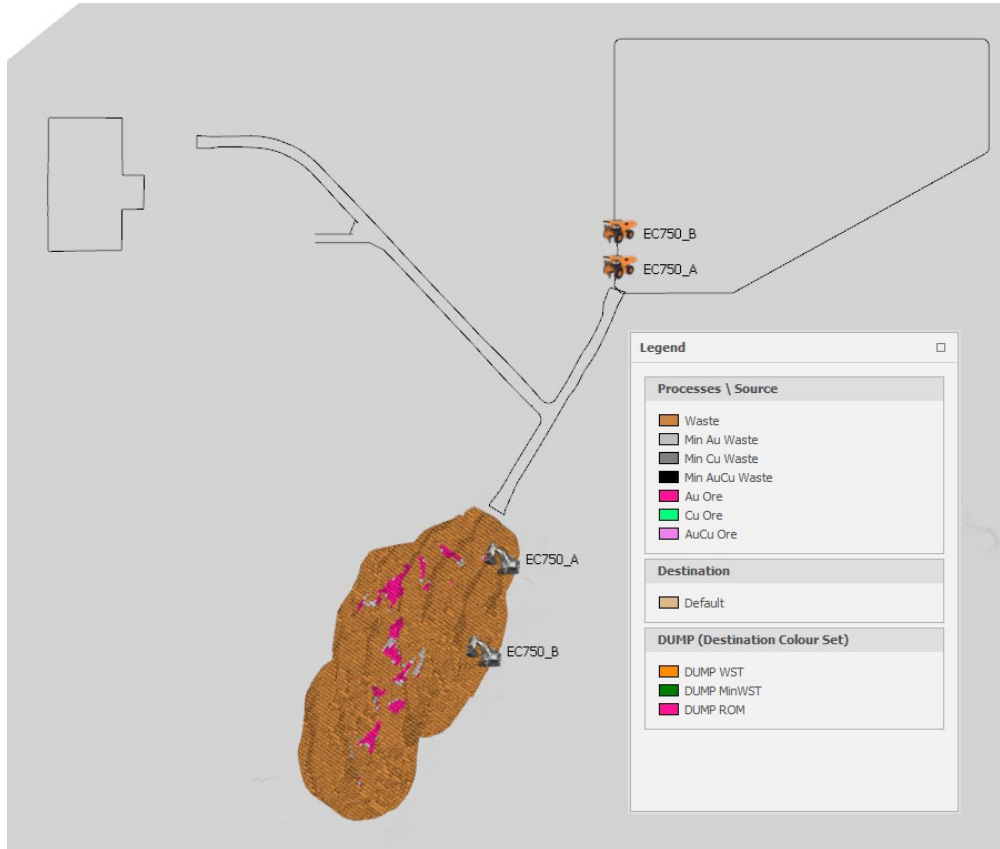 EC750_B
EC750_A
Legend
Processes \ Source
Waste
Min Au Waste
Min Cu Waste
Min AuCu Waste
Au Ore
Cu Ore
AuCu Ore
EC750_A
Destination
Default
DUMP (Destination Colour Set)
EC750_B
DUMP WST
DUMP MinWST
DUMP ROM